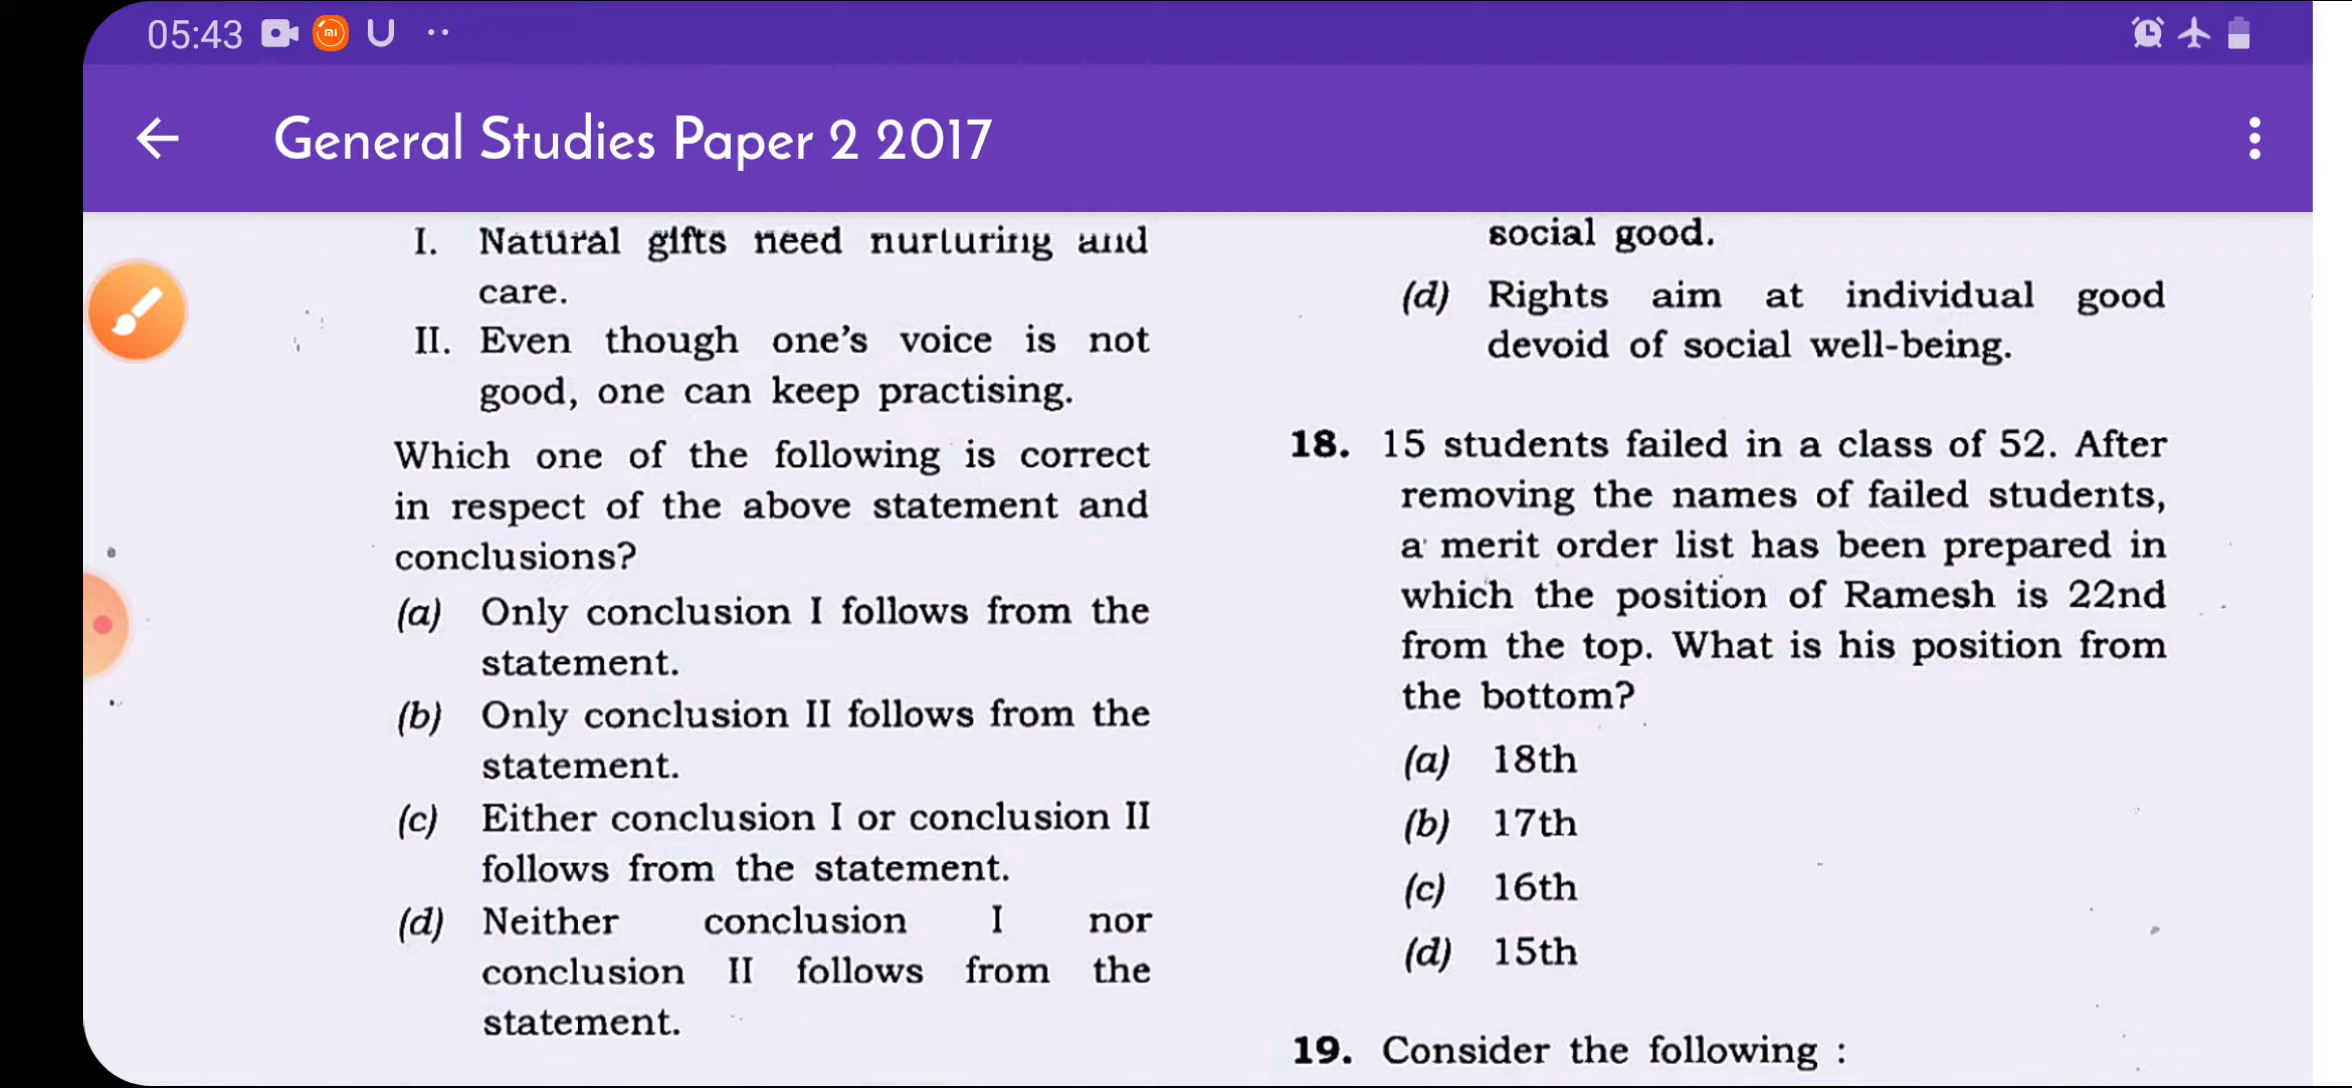 05:43
General Studies Paper 2 2017
I. Natural gifts need nurturing and
care.
II. Even though one's voice is not
good, one can keep practising.
Which one of the following is correct
in respect of the above statement and
conclusions?
(a) Only conclusion I follows from the
statement.
(b) Only conclusion II follows from the
statement.
(c) Either conclusion I or conclusion II
follows from the statement.
(d) Neither conclusion I nor
conclusion II follows from the
statement.
social good.
(d) Rights aim at individual good
devoid of social well-being.
18. 15 students failed in a class of 52. After
removing the names of failed students,
a merit order list has been prepared in
which the position of Ramesh is 22nd
from the top. What is his position from
the bottom?
(a) 18th
(b) 17th
(c) 16th
(d) 15th
19. Consider the following :